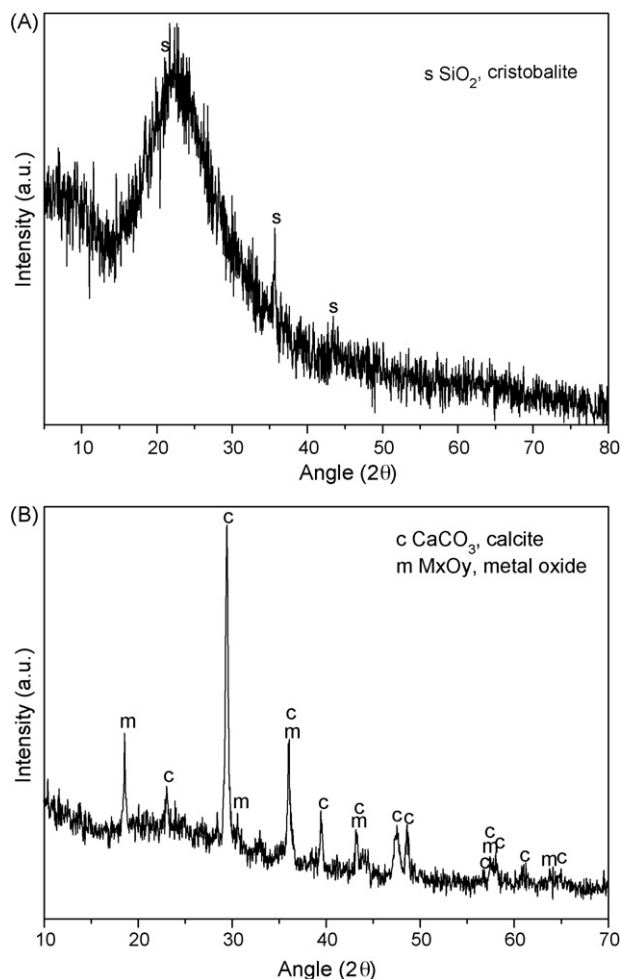 (A)
s
s SiO₂, cristobalite
s
s
Intensity (a.u.)
10 20 30 40 50 60 70 80
Angle (2θ)
(B)
c
c CaCO₃, calcite
m MxOy, metal oxide
m
c
m
c
m
c
c
m
c c
c
m c
c
c
m c
Intensity (a.u.)
10 20 30 40 50 60 70
Angle (2θ)